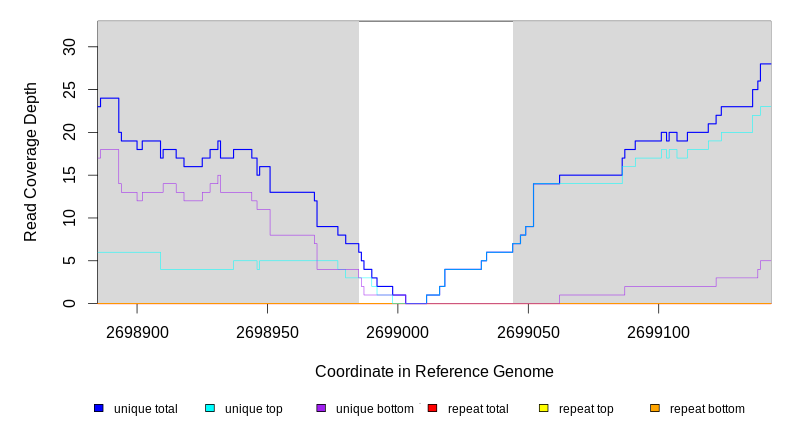 30
25
20
15
10
5
0
Read Coverage Depth
2698900 2698950 2699000 2699050 2699100
Coordinate in Reference Genome
unique total unique top unique bottom repeat total repeat top repeat bottom